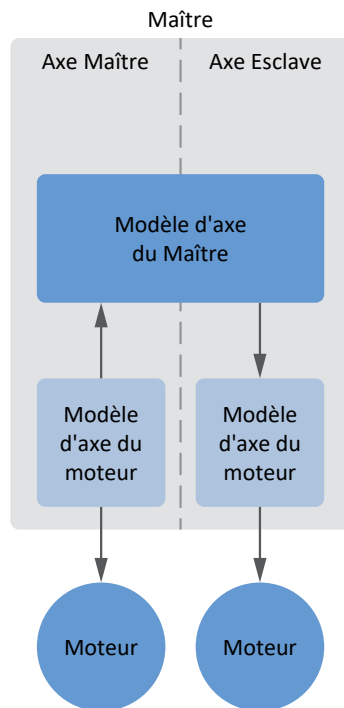 Maître
Axe Maître
Axe Esclave
Modèle d'axe
du Maître
Modèle
d'axe du
moteur
Modèle
d'axe du
moteur
Moteur
Moteur